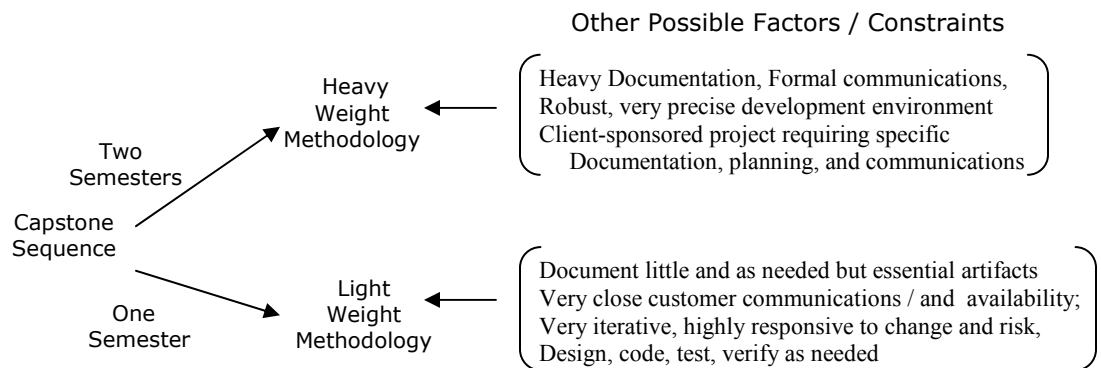 Other Possible Factors / Constraints
Heavy
Weight
Methodology
Heavy Documentation, Formal communications,
Robust, very precise development environment
Client-sponsored project requiring specific
Documentation, planning, and communications
Two
Semesters
Capstone
Sequence
One
Semester
Light
Weight
Methodology
Document little and as needed but essential artifacts
Very close customer communications / and availability;
Very iterative, highly responsive to change and risk,
Design, code, test, verify as needed